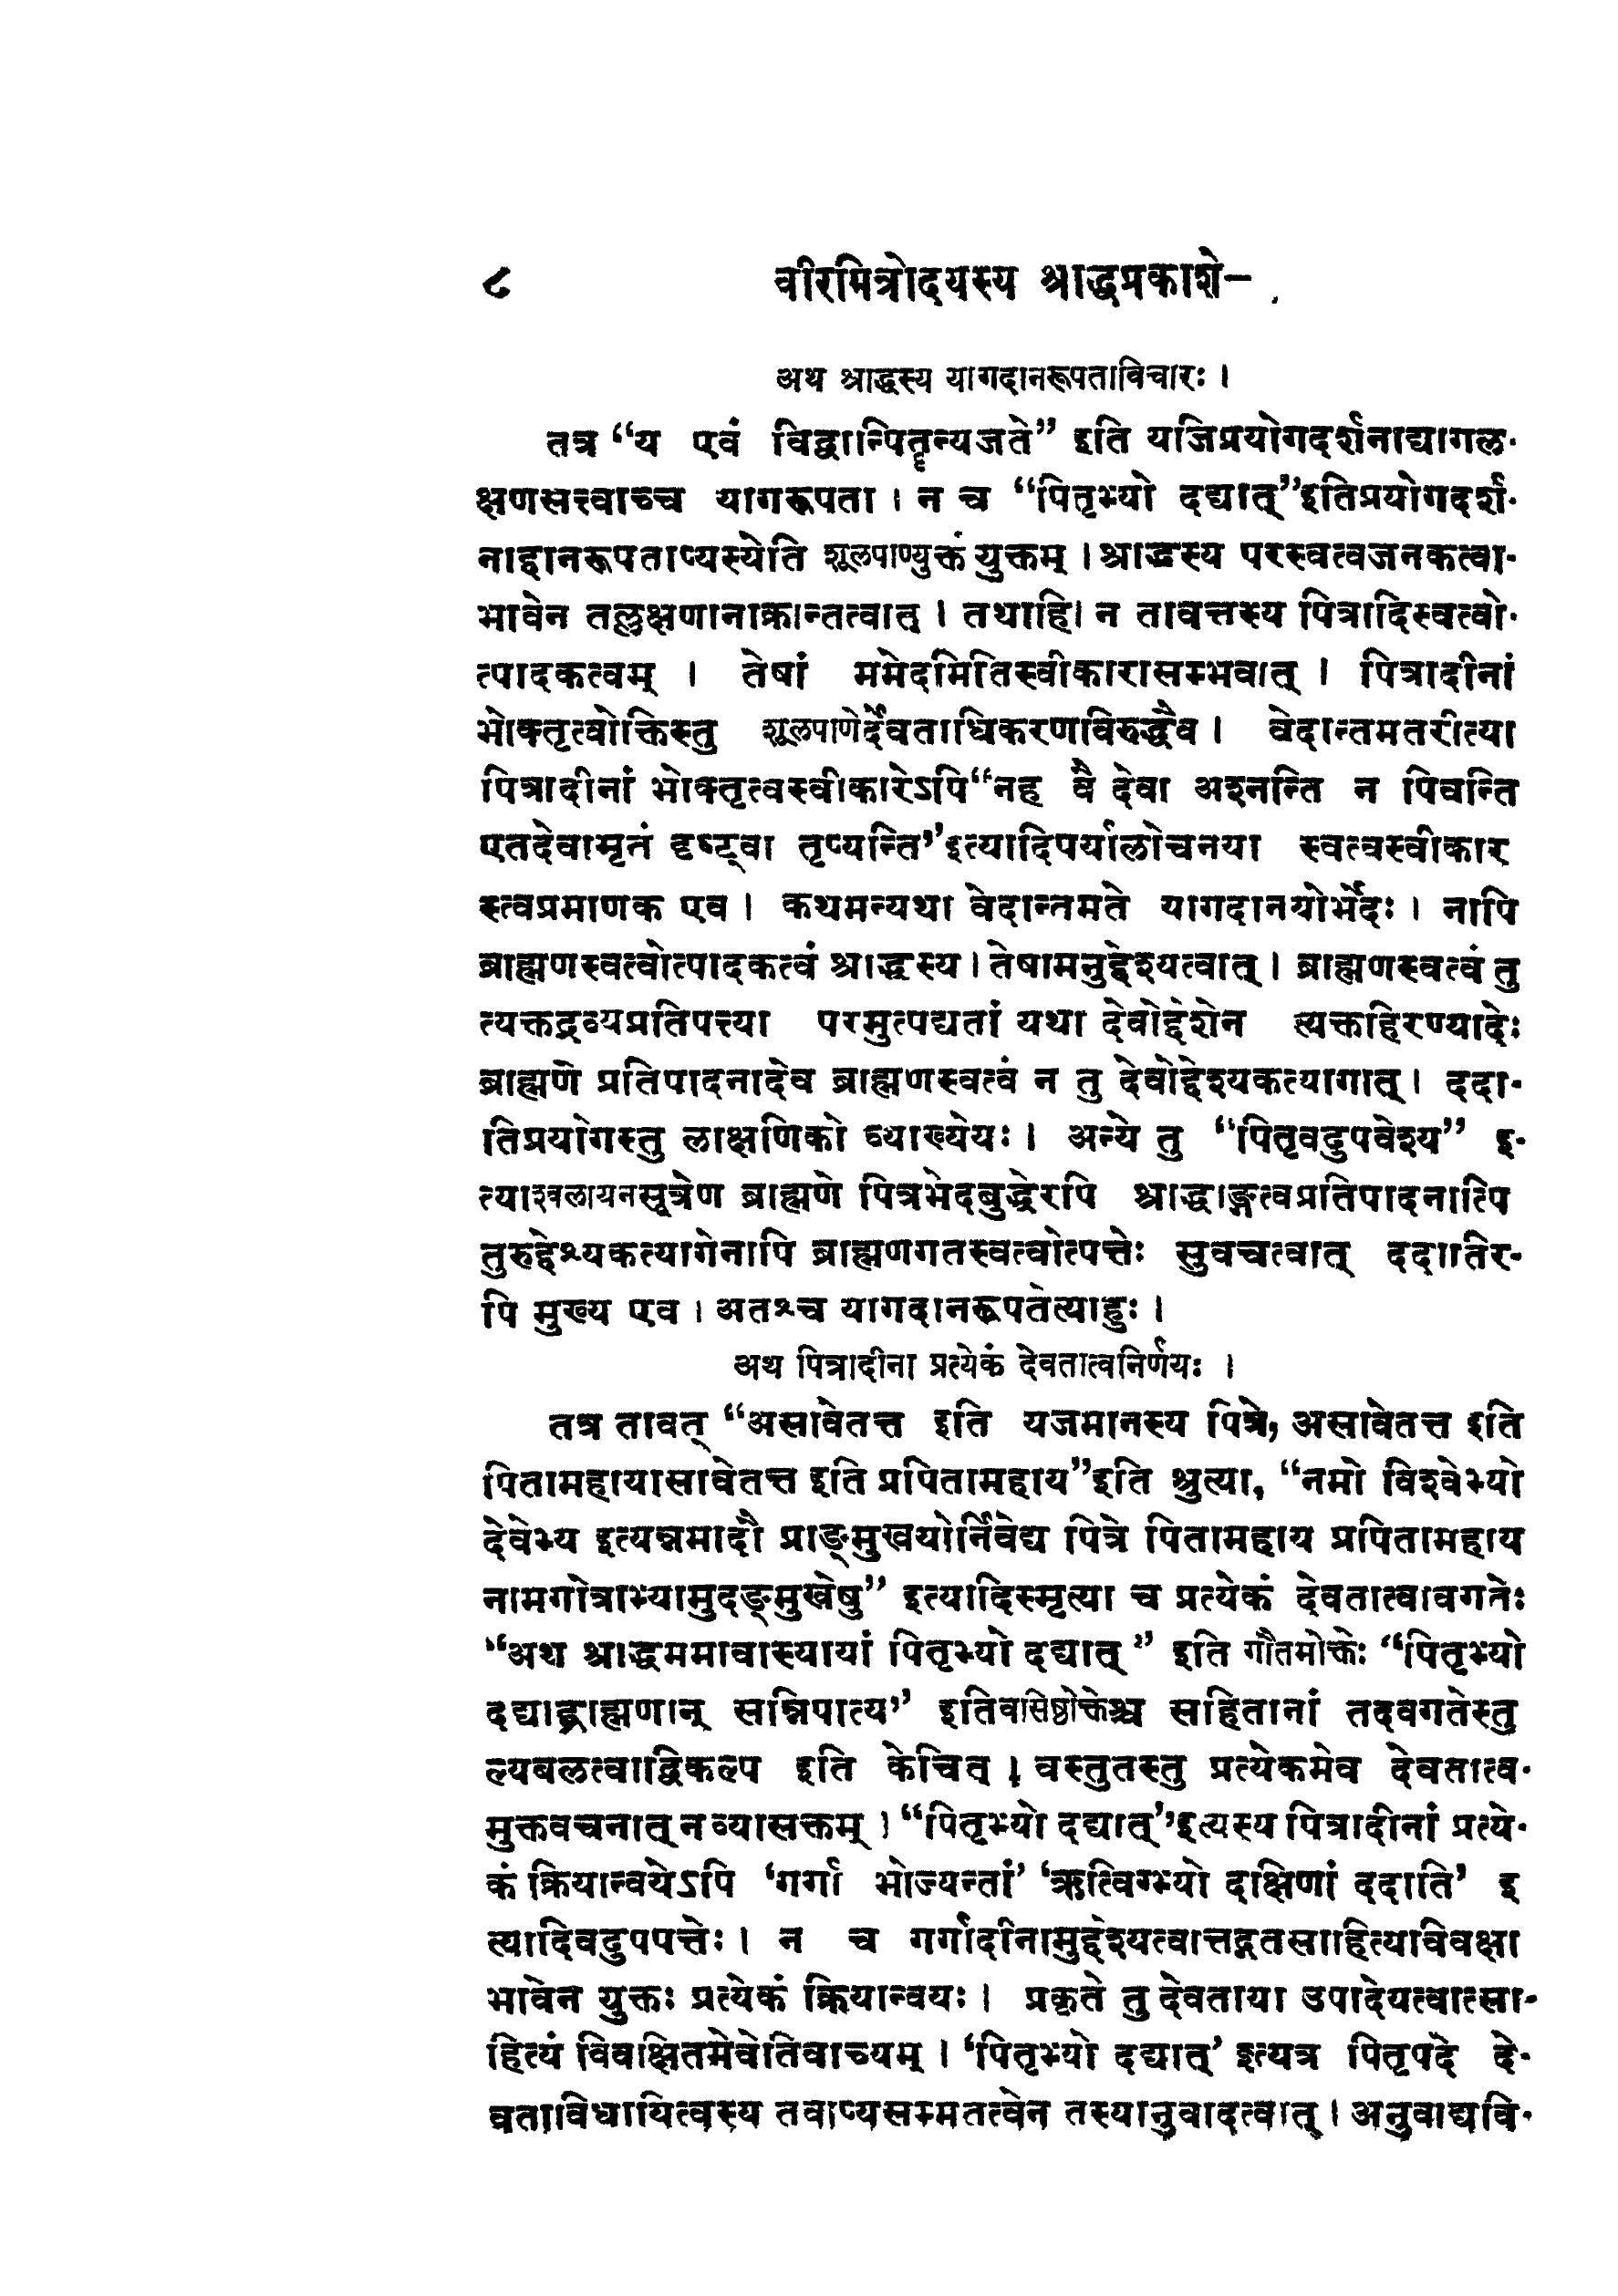 ८ वीरमित्रोदयस्य श्राद्धप्रकाशे-
अथ श्राद्धस्य यागदानरूपताविचारः ।
तत्र “य एवं विद्वान्पितॄन्यजते” इति यजिप्रयोगदर्शनाद्यागल-
क्षणसत्त्वाच्च यागरूपता । न च “पितृभ्यो दद्यात्”इतिप्रयोगदर्श-
नाद्दानरूपताप्यस्येति शूलपाण्युक्तं युक्तम् । श्राद्धस्य परस्वत्वजनकत्वा-
भावेन तल्लक्षणानाक्रान्तत्वात् । तथाहि। न तावत्तस्य पित्रादिस्वत्वो-
त्पादकत्वम् । तेषां ममेदमितिस्वीकारासम्भवात् । पित्रादीनां
भोक्तृत्वोक्तिस्तु शूलपाणेर्देवताधिकरणविरुद्धैव । वेदान्तमतरीत्या
पित्रादीनां भोक्तृत्वस्वीकारेऽपि“नह वै देवा अश्नन्ति न पिवन्ति
एतदेवामृतं दृष्ट्वा तृप्यन्ति’इत्यादिपर्यालोचनया स्वत्वस्वीकार
स्त्वप्रमाणक एव । कथमन्यथा वेदान्तमते यागदानयोर्भेदः । नापि
ब्राह्मणस्वत्वोत्पादकत्वं श्राद्धस्य । तेषामनुद्देश्यत्वात् । ब्राह्मणस्वत्वं तु
त्यक्तद्रव्यप्रतिपत्त्या परमुत्पद्यतां यथा देवोद्देशेन त्यक्तहिरण्यादेः
ब्राह्मणे प्रतिपादनादेव ब्राह्मणस्वत्वं न तु देवोद्देश्यकत्यागात् । ददा-
तिप्रयोगस्तु लाक्षणिको व्याख्येयः । अन्ये तु “पितृवदुपवेश्य” इ-
त्याश्वलायनसूत्रेण ब्राह्मणे पित्रभेदबुद्धेरपि श्राद्धाङ्गत्वप्रतिपादनात्पि
तुरुद्देश्यकत्यागेनापि ब्राह्मणगतस्वत्वोत्पत्तेः सुवचत्वात् ददातिर-
पि मुख्य एव । अतश्च यागदानरूपतेत्याहुः ।
अथ पित्रादीना प्रत्येकं देवतात्वनिर्णयः ।
तत्र तावत् “असावेतत्त इति यजमानस्य पित्रे, असावेतत्त इति
पितामहायासावेतत्त इति प्रपितामहाय”इति श्रुत्या, “नमो विश्वेभ्यो
देवेभ्य इत्यन्नमादौ प्राङ्मुखयोर्निवेद्य पित्रे पितामहाय प्रपितामहाय
नामगोत्राभ्यामुदङ्मुखेषु” इत्यादिस्मृत्या च प्रत्येकं देवतात्वावगतेः
“अथ श्राद्धममावास्यायां पितृभ्यो दद्यात् ” इति गौतमोक्तेः “पितृभ्यो
दद्याद्ब्राह्मणान् सन्निपात्य’ इतिवासिष्ठोक्तेश्च सहितानां तदवगतेस्तु
ल्यबलत्वाद्विकल्प इति केचित् । वस्तुतस्तु प्रत्येकमेव देवतात्व-
मुक्तवचनात् न व्यासक्तम् । “पितृभ्यो दद्यात्’इत्यस्य पित्रादीनां प्रत्ये-
कं क्रियान्वयेऽपि ‘गर्गा भोज्यन्तां’ ‘ऋत्विग्भ्यो दक्षिणां ददाति’ इ
त्यादिवदुपपत्तेः । न च गर्गादीनामुद्देश्यत्वात्तद्गतसाहित्याविवक्षा
भावेन युक्तः प्रत्येकं क्रियान्वयः । प्रकृते तु देवताया उपादेयत्वात्सा-
हित्यं विवक्षितमेवेतिवाच्यम् । ‘पितृभ्यो दद्यात्’ इत्यत्र पितृपदे दे-
वताविधायित्वस्य तवाप्यसम्मतत्वेन तस्यानुवादत्वात् । अनुवाद्यवि-